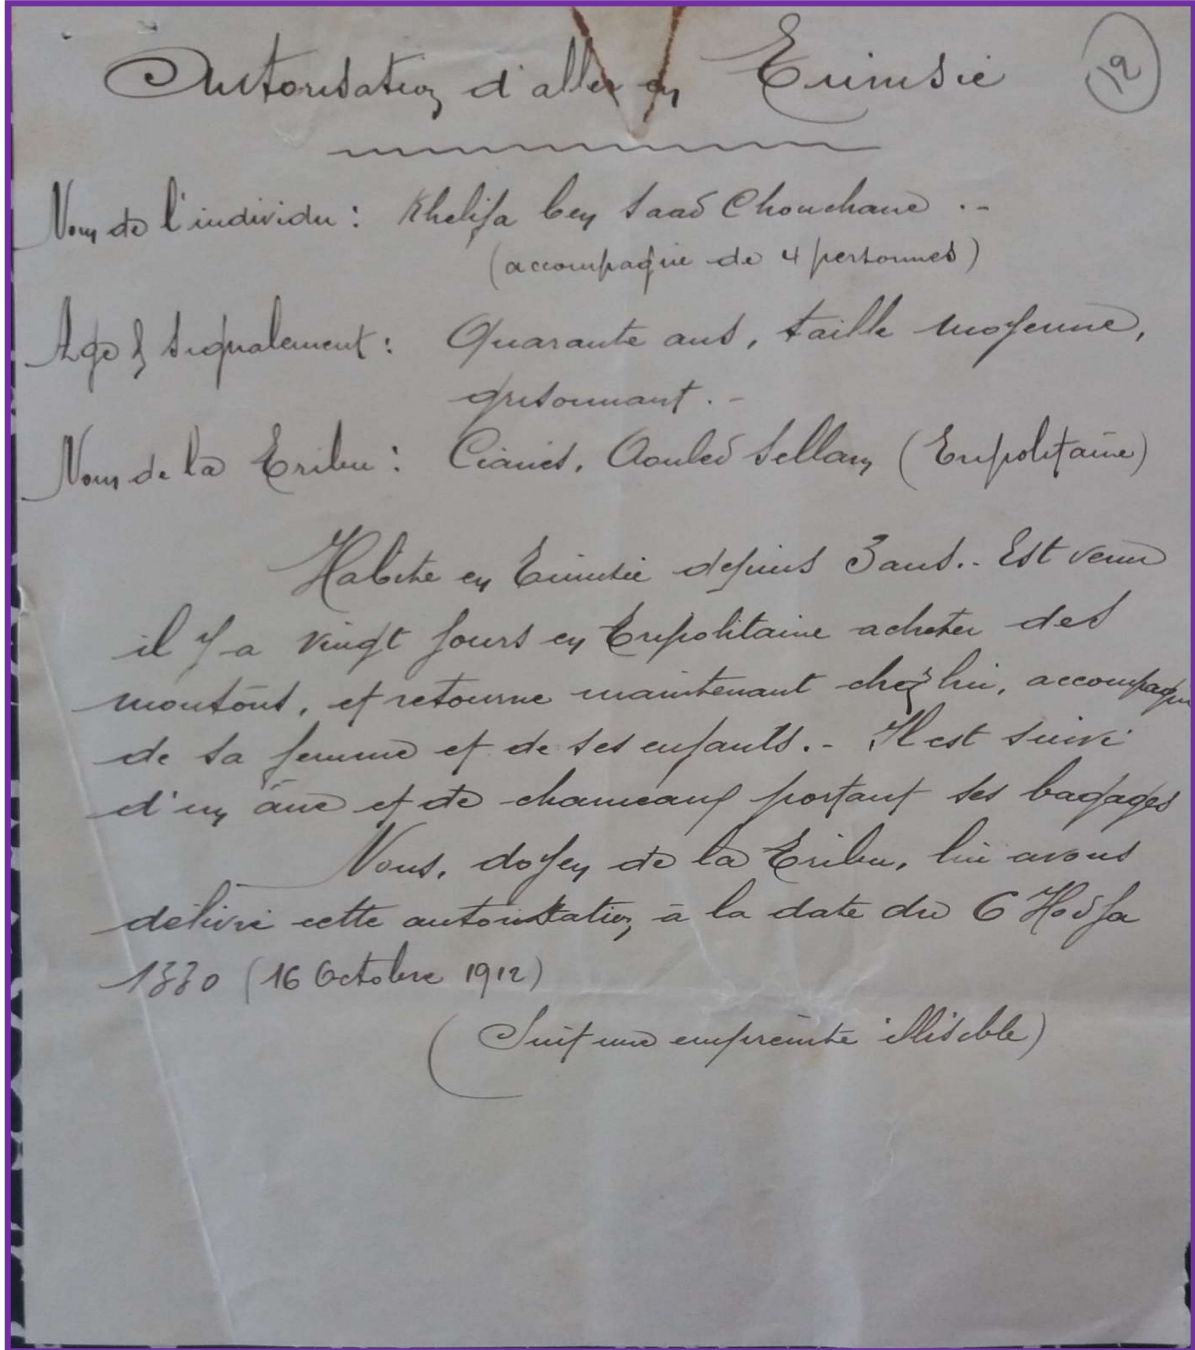 Autorisation d'aller en Tunisie
12
Nom de l'individu : Khelifa ben Saad Chouchane . -
(accompagné de 4 personnes)
Age & signalement : Quarante ans, taille moyenne,
grisonnant. -
Nom de la Tribu : Aouled Sellam (Tripolitaine)
Habite en Tunisie depuis 3 ans. - Est venu
il y a vingt jours en Tripolitaine acheter des
moutons, et retourne maintenant chez lui, accompagné
de sa femme et de ses enfants. - Il est suivi
d'un âne et de chameaux portant ses bagages
Nous, doyen de la Tribu, lui avons
délivré cette autorisation, à la date du 6 Hodja
1330 (16 Octobre 1912)
(Suit une empreinte illisible)